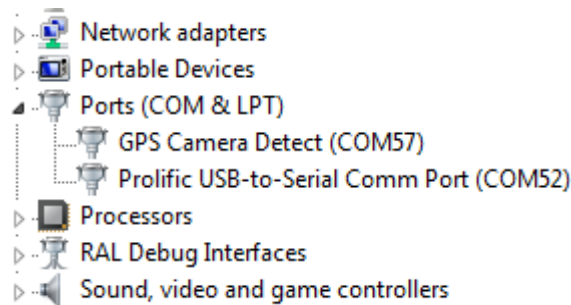 Network adapters
Portable Devices
Ports (COM & LPT)
GPS Camera Detect (COM57)
Prolific USB-to-Serial Comm Port (COM52)
Processors
RAL Debug Interfaces
Sound, video and game controllers